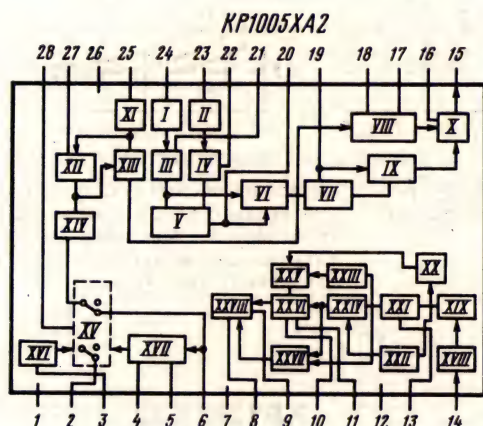 КР1005ХА2
28 27 26 25 24 23 22 21 20 19 18 17 16 15
XI I II VIII X
XII XIII III IV IX
VI VII
XIV V
XXV XXIII XX
XV XXVIII XXVI XXIV XXI XIX
XVI XVII XXVII XXII XVIII
1 2 3 4 5 6 7 8 9 10 11 12 13 14